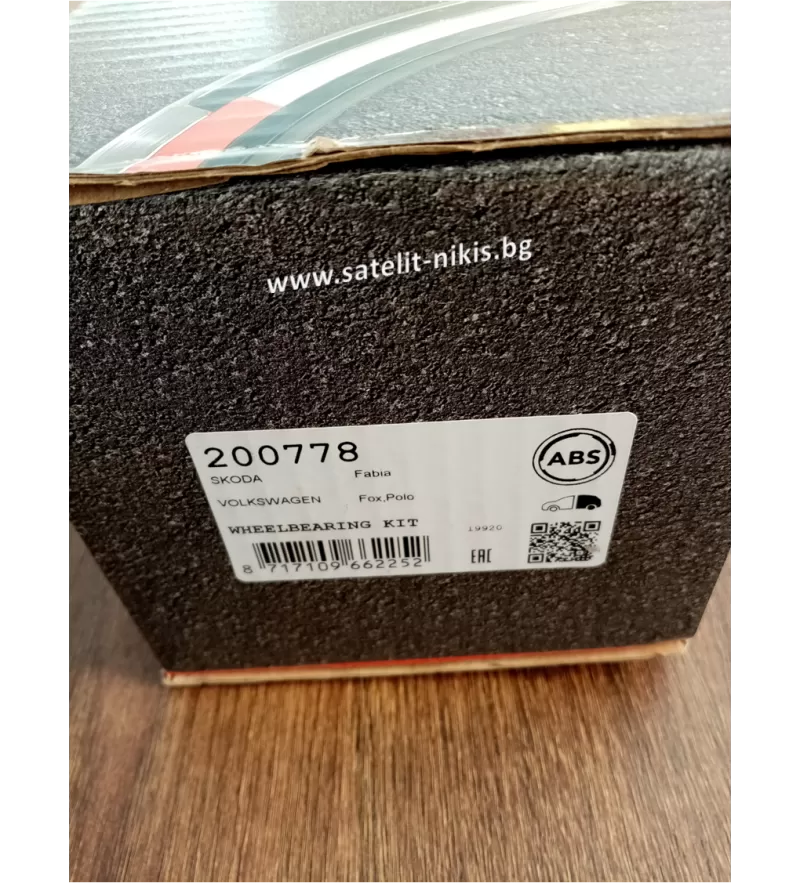 www.satelit-nikis.bg
200778
ABS
SKODA Fabia
VOLKSWAGEN Fox,Polo
WHEELBEARING KIT 19920
8 717109 662252
EAC